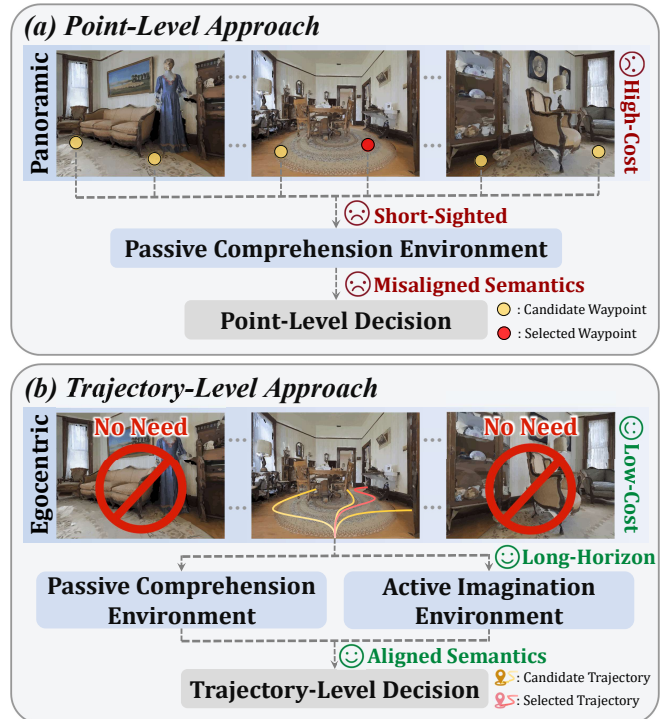 (a) Point-Level Approach
Panoramic
High-Cost
Short-Sighted
Passive Comprehension Environment
Misaligned Semantics
Point-Level Decision
: Candidate Waypoint
: Selected Waypoint
(b) Trajectory-Level Approach
Egocentric
No Need
No Need
Low-Cost
Long-Horizon
Passive Comprehension
Environment
Active Imagination
Environment
Aligned Semantics
Trajectory-Level Decision
: Candidate Trajectory
: Selected Trajectory